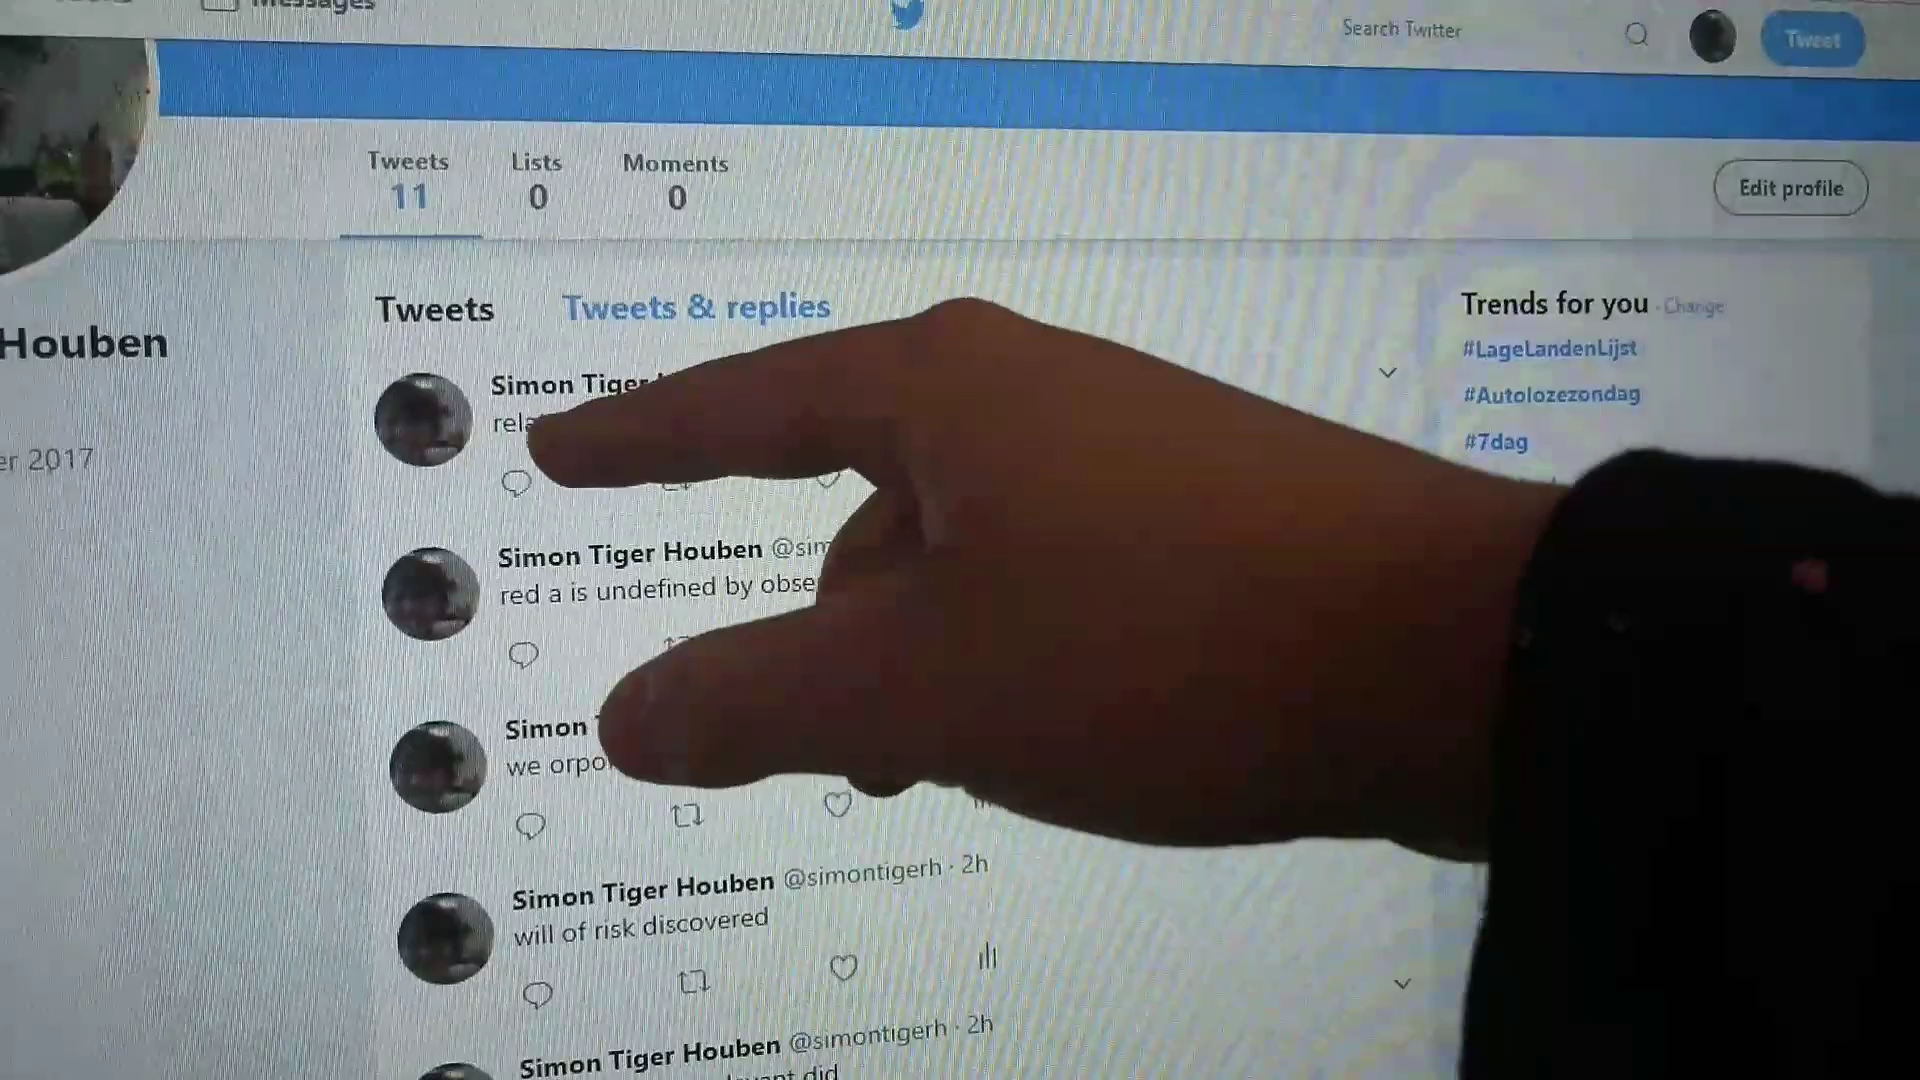 Messages
Search Twitter
Tweet
Tweets
Lists
Moments
11
0
0
Edit profile
Houben
2017
Tweets
Tweets & replies
Trends for you · Change
#LageLandenLijst
#Autolozezondag
#7dag
Simon Tiger
Simon Tiger Houben @sim
red a is undefined by obse
Simon
we orpo
Simon Tiger Houben @simontigerh · 2h
will of risk discovered
Simon Tiger Houben @simontigerh · 2h
did